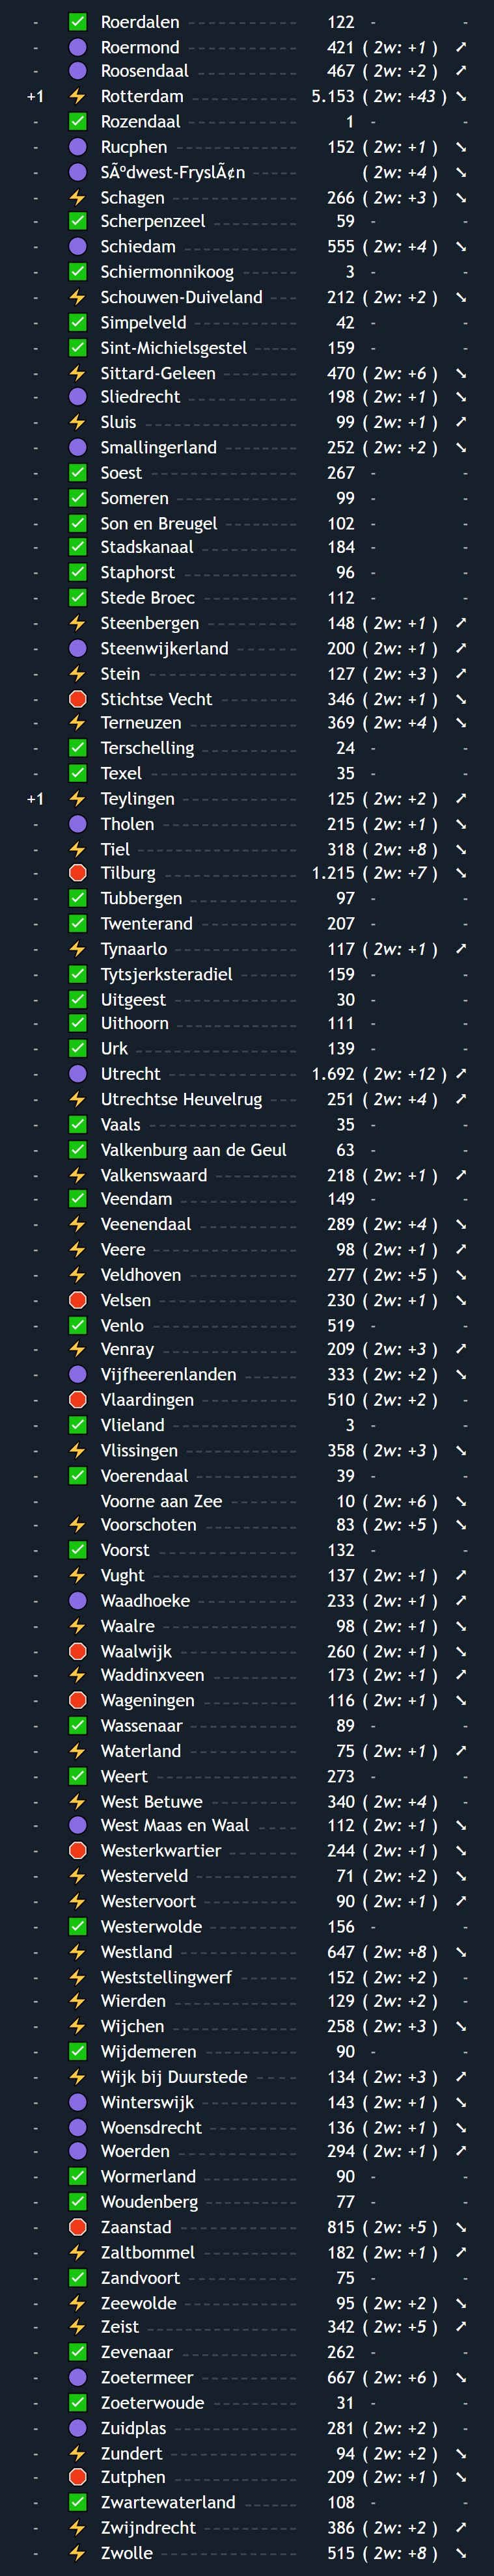 - ✅ Roerdalen 122 - -
- 🟣 Roermond 421 ( 2w: +1 ) ➚
- 🟣 Roosendaal 467 ( 2w: +2 ) ➚
+1 ⚡ Rotterdam 5.153 ( 2w: +43 ) ➘
- ✅ Rozendaal 1 - -
- 🟣 Rucphen 152 ( 2w: +1 ) ➘
- 🟣 SÃºdwest-FryslÃ¢n ( 2w: +4 ) ➘
- ⚡ Schagen 266 ( 2w: +3 ) ➘
- ✅ Scherpenzeel 59 - -
- 🟣 Schiedam 555 ( 2w: +4 ) ➘
- ✅ Schiermonnikoog 3 - -
- ⚡ Schouwen-Duiveland 212 ( 2w: +2 ) ➘
- ✅ Simpelveld 42 - -
- ✅ Sint-Michielsgestel 159 - -
- ⚡ Sittard-Geleen 470 ( 2w: +6 ) ➘
- 🟣 Sliedrecht 198 ( 2w: +1 ) ➘
- ⚡ Sluis 99 ( 2w: +1 ) ➚
- 🟣 Smallingerland 252 ( 2w: +2 ) ➘
- ✅ Soest 267 - -
- ✅ Someren 99 - -
- ✅ Son en Breugel 102 - -
- ✅ Stadskanaal 184 - -
- ✅ Staphorst 96 - -
- ✅ Stede Broec 112 - -
- ⚡ Steenbergen 148 ( 2w: +1 ) ➚
- 🟣 Steenwijkerland 200 ( 2w: +1 ) ➚
- ⚡ Stein 127 ( 2w: +3 ) ➚
- 🛑 Stichtse Vecht 346 ( 2w: +1 ) ➘
- ⚡ Terneuzen 369 ( 2w: +4 ) ➘
- ✅ Terschelling 24 - -
- ✅ Texel 35 - -
+1 ⚡ Teylingen 125 ( 2w: +2 ) ➚
- 🟣 Tholen 215 ( 2w: +1 ) ➘
- ⚡ Tiel 318 ( 2w: +8 ) ➘
- 🛑 Tilburg 1.215 ( 2w: +7 ) ➘
- ✅ Tubbergen 97 - -
- ✅ Twenterand 207 - -
- ⚡ Tynaarlo 117 ( 2w: +1 ) ➚
- ✅ Tytsjerksteradiel 159 - -
- ✅ Uitgeest 30 - -
- ✅ Uithoorn 111 - -
- ✅ Urk 139 - -
- 🟣 Utrecht 1.692 ( 2w: +12 ) ➚
- ⚡ Utrechtse Heuvelrug 251 ( 2w: +4 ) ➚
- ✅ Vaals 35 - -
- ✅ Valkenburg aan de Geul 63 - -
- ⚡ Valkenswaard 218 ( 2w: +1 ) ➚
- ✅ Veendam 149 - -
- ⚡ Veenendaal 289 ( 2w: +4 ) ➘
- ⚡ Veere 98 ( 2w: +1 ) ➚
- ⚡ Veldhoven 277 ( 2w: +5 ) ➘
- 🛑 Velsen 230 ( 2w: +1 ) ➘
- ✅ Venlo 519 - -
- ⚡ Venray 209 ( 2w: +3 ) ➚
- 🟣 Vijfheerenlanden 333 ( 2w: +2 ) ➘
- 🛑 Vlaardingen 510 ( 2w: +2 ) -
- ✅ Vlieland 3 - -
- ⚡ Vlissingen 358 ( 2w: +3 ) ➘
- ✅ Voerendaal 39 - -
- Voorne aan Zee 10 ( 2w: +6 ) ➘
- ⚡ Voorschoten 83 ( 2w: +5 ) ➘
- ✅ Voorst 132 - -
- ⚡ Vught 137 ( 2w: +1 ) ➚
- 🟣 Waadhoeke 233 ( 2w: +1 ) ➚
- ⚡ Waalre 98 ( 2w: +1 ) ➘
- 🛑 Waalwijk 260 ( 2w: +1 ) ➘
- ⚡ Waddinxveen 173 ( 2w: +1 ) ➚
- 🛑 Wageningen 116 ( 2w: +1 ) ➘
- ✅ Wassenaar 89 - -
- ⚡ Waterland 75 ( 2w: +1 ) ➚
- ✅ Weert 273 - -
- ⚡ West Betuwe 340 ( 2w: +4 ) -
- 🟣 West Maas en Waal 112 ( 2w: +1 ) ➘
- 🛑 Westerkwartier 244 ( 2w: +1 ) ➘
- ⚡ Westerveld 71 ( 2w: +2 ) ➘
- ⚡ Westervoort 90 ( 2w: +1 ) ➚
- ✅ Westerwolde 156 - -
- ⚡ Westland 647 ( 2w: +8 ) ➘
- ⚡ Weststellingwerf 152 ( 2w: +2 ) -
- ⚡ Wierden 129 ( 2w: +2 ) -
- ⚡ Wijchen 258 ( 2w: +3 ) ➘
- ✅ Wijdemeren 90 - -
- ⚡ Wijk bij Duurstede 134 ( 2w: +3 ) ➚
- 🟣 Winterswijk 143 ( 2w: +1 ) ➘
- 🟣 Woensdrecht 136 ( 2w: +1 ) ➘
- 🟣 Woerden 294 ( 2w: +1 ) ➚
- ✅ Wormerland 90 - -
- ✅ Woudenberg 77 - -
- 🛑 Zaanstad 815 ( 2w: +5 ) ➘
- ⚡ Zaltbommel 182 ( 2w: +1 ) ➚
- ✅ Zandvoort 75 - -
- ⚡ Zeewolde 95 ( 2w: +2 ) ➘
- ⚡ Zeist 342 ( 2w: +5 ) ➚
- ✅ Zevenaar 262 - -
- 🟣 Zoetermeer 667 ( 2w: +6 ) ➘
- ✅ Zoeterwoude 31 - -
- 🟣 Zuidplas 281 ( 2w: +2 ) -
- ⚡ Zundert 94 ( 2w: +2 ) ➘
- 🛑 Zutphen 209 ( 2w: +1 ) ➘
- ✅ Zwartewaterland 108 - -
- ⚡ Zwijndrecht 386 ( 2w: +2 ) ➚
- ⚡ Zwolle 515 ( 2w: +8 ) ➘